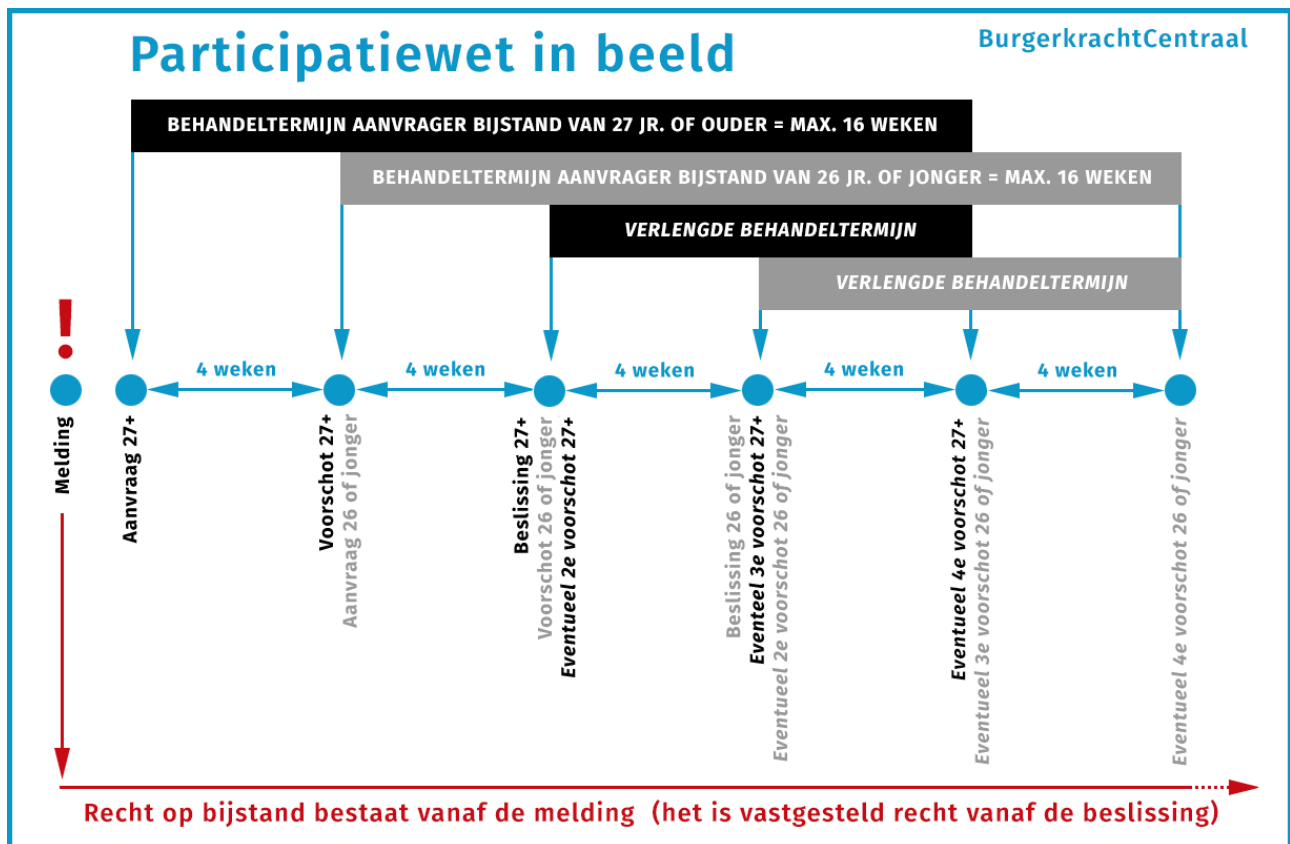 Participatiewet in beeld
BurgerkrachtCentraal
BEHANDELTERMIJN AANVRAGER BIJSTAND VAN 27 JR. OF OUDER = MAX. 16 WEKEN
BEHANDELTERMIJN AANVRAGER BIJSTAND VAN 26 JR. OF JONGER = MAX. 16 WEKEN
VERLENGDE BEHANDELTERMIJN
VERLENGDE BEHANDELTERMIJN
!
4 weken
4 weken
4 weken
4 weken
4 weken
Melding
Aanvraag 27+
Voorschot 27+
Aanvraag 26 of jonger
Beslissing 27+
Voorschot 26 of jonger
Eventueel 2e voorschot 27+
Beslissing 26 of jonger
Eventeel 3e voorschot 27+
Eventueel 2e voorschot 26 of jonger
Eventueel 4e voorschot 27+
Eventueel 3e voorschot 26 of jonger
Eventueel 4e voorschot 26 of jonger
Recht op bijstand bestaat vanaf de melding (het is vastgesteld recht vanaf de beslissing)